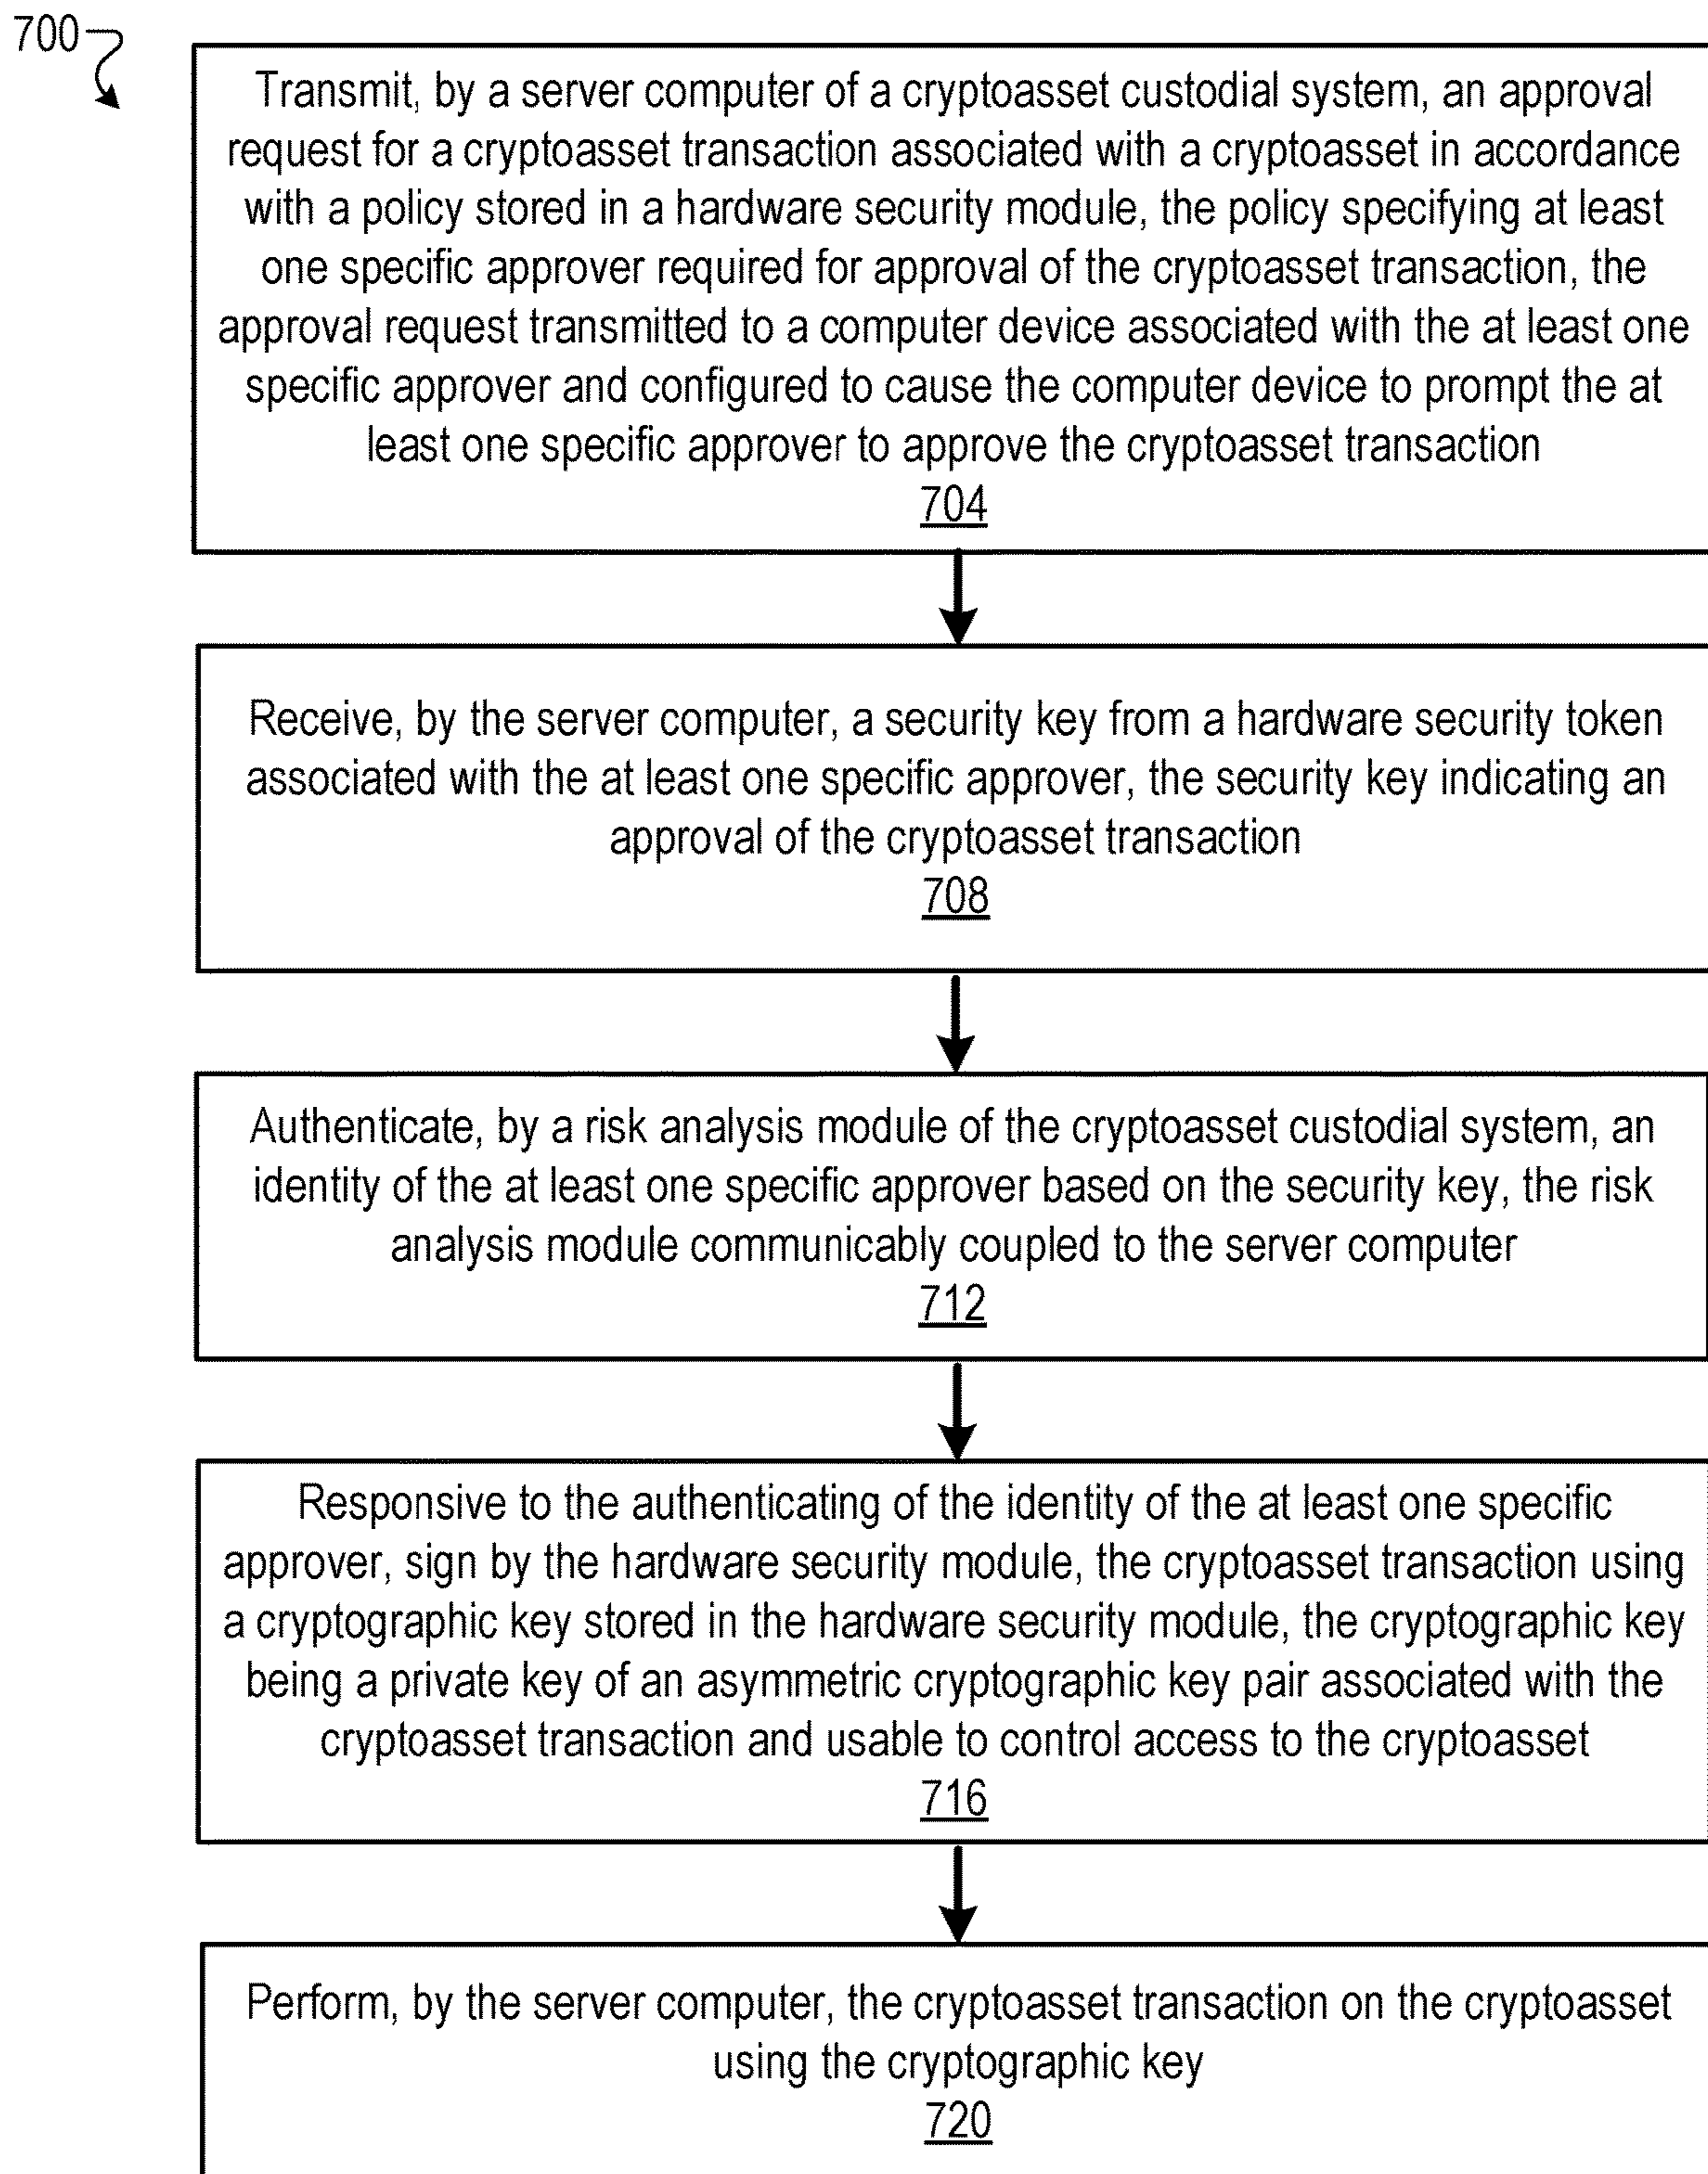 700
Transmit, by a server computer of a cryptoasset custodial system, an approval
request for a cryptoasset transaction associated with a cryptoasset in accordance
with a policy stored in a hardware security module, the policy specifying at least
one specific approver required for approval of the cryptoasset transaction, the
approval request transmitted to a computer device associated with the at least one
specific approver and configured to cause the computer device to prompt the at
least one specific approver to approve the cryptoasset transaction
704
Receive, by the server computer, a security key from a hardware security token
associated with the at least one specific approver, the security key indicating an
approval of the cryptoasset transaction
708
Authenticate, by a risk analysis module of the cryptoasset custodial system, an
identity of the at least one specific approver based on the security key, the risk
analysis module communicably coupled to the server computer
712
Responsive to the authenticating of the identity of the at least one specific
approver, sign by the hardware security module, the cryptoasset transaction using
a cryptographic key stored in the hardware security module, the cryptographic key
being a private key of an asymmetric cryptographic key pair associated with the
cryptoasset transaction and usable to control access to the cryptoasset
716
Perform, by the server computer, the cryptoasset transaction on the cryptoasset
using the cryptographic key
720